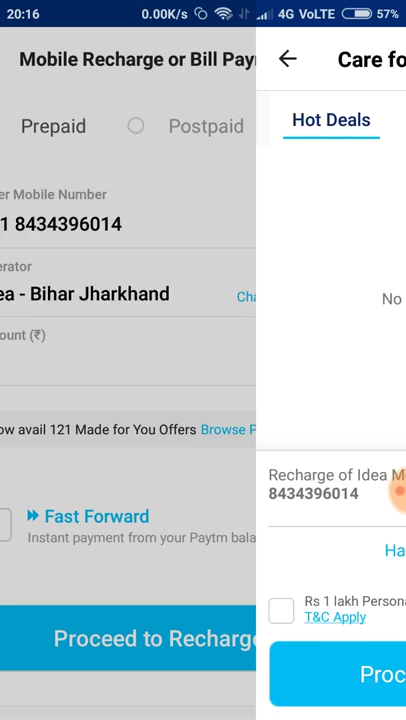 20:16 0.00K/s 4G VoLTE 57%
Mobile Recharge or Bill Pay
Prepaid
Postpaid
er Mobile Number
1 8434396014
erator
ea - Bihar Jharkhand
Cha
ount (₹)
ow avail 121 Made for You Offers Browse P
Fast Forward
Instant payment from your Paytm bala
Proceed to Recharge
Care fo
Hot Deals
No
Recharge of Idea M
8434396014
Ha
Rs 1 lakh Persona
T&C Apply
Proc